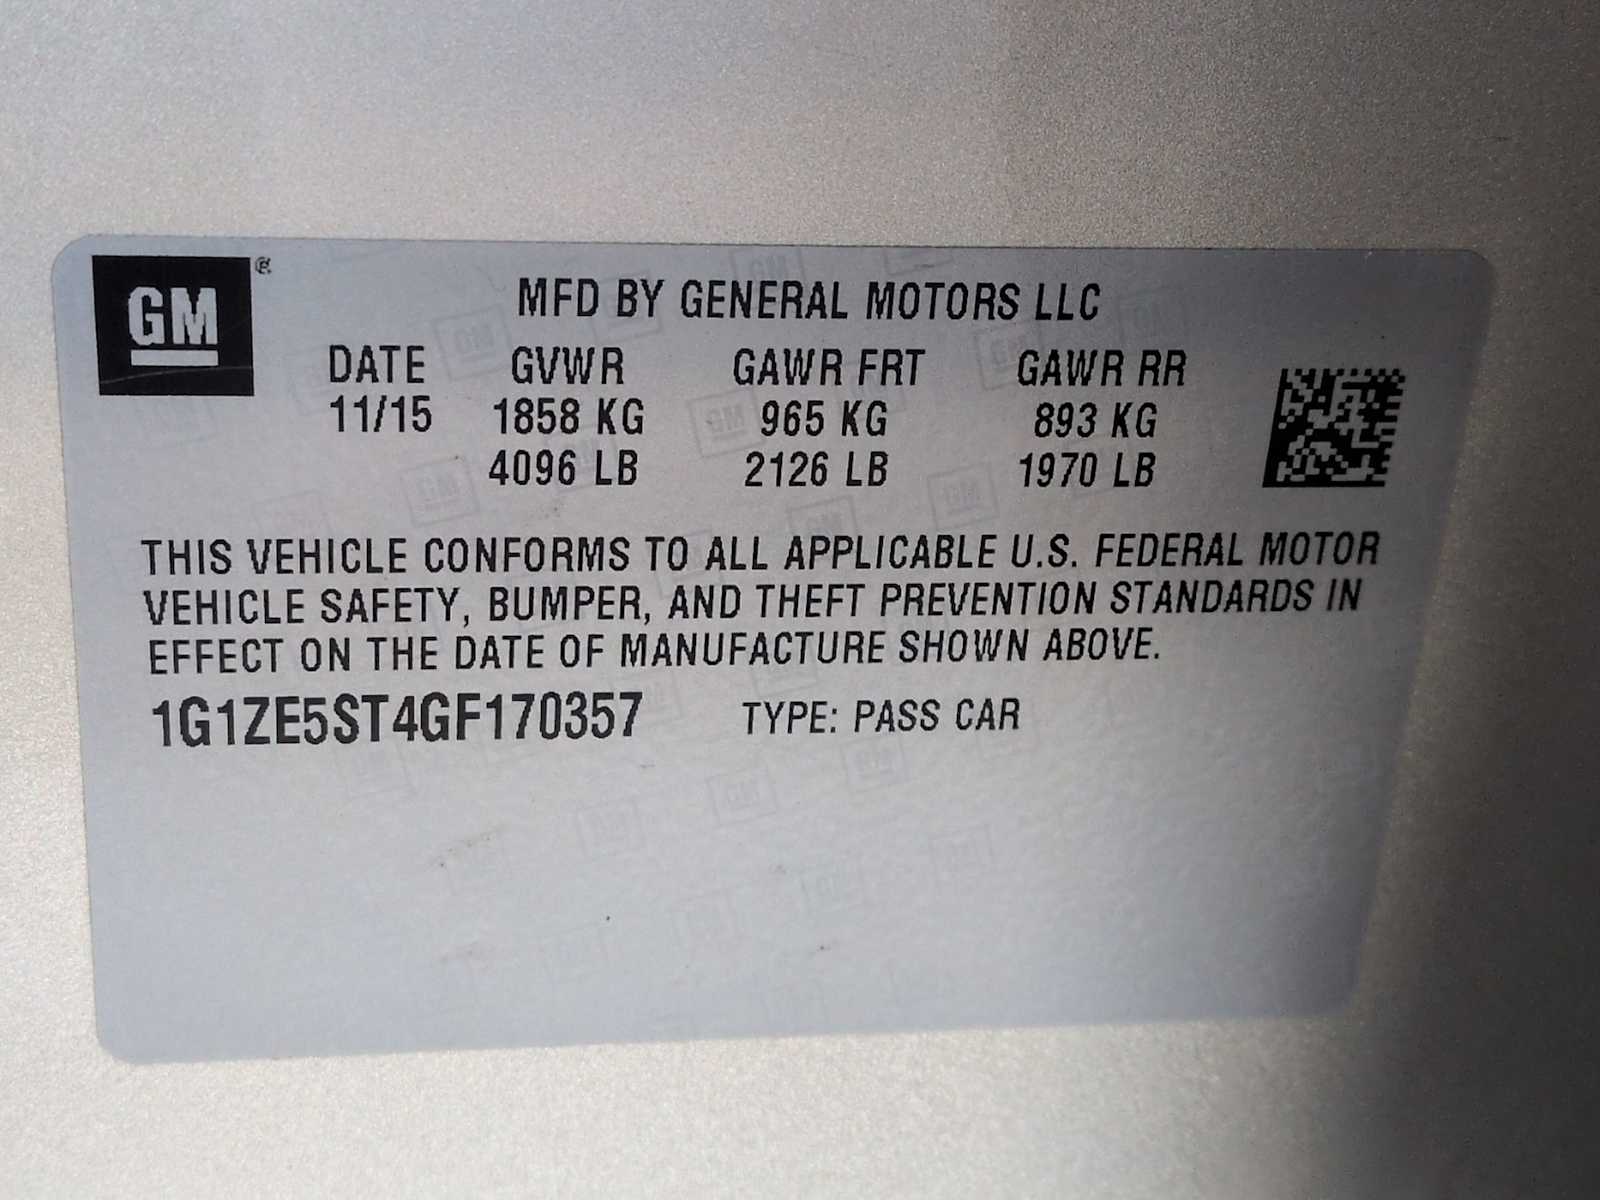 GM ®
MFD BY GENERAL MOTORS LLC
DATE GVWR GAWR FRT GAWR RR
11/15 1858 KG 965 KG 893 KG
4096 LB 2126 LB 1970 LB
THIS VEHICLE CONFORMS TO ALL APPLICABLE U.S. FEDERAL MOTOR
VEHICLE SAFETY, BUMPER, AND THEFT PREVENTION STANDARDS IN
EFFECT ON THE DATE OF MANUFACTURE SHOWN ABOVE.
1G1ZE5ST4GF170357 TYPE: PASS CAR